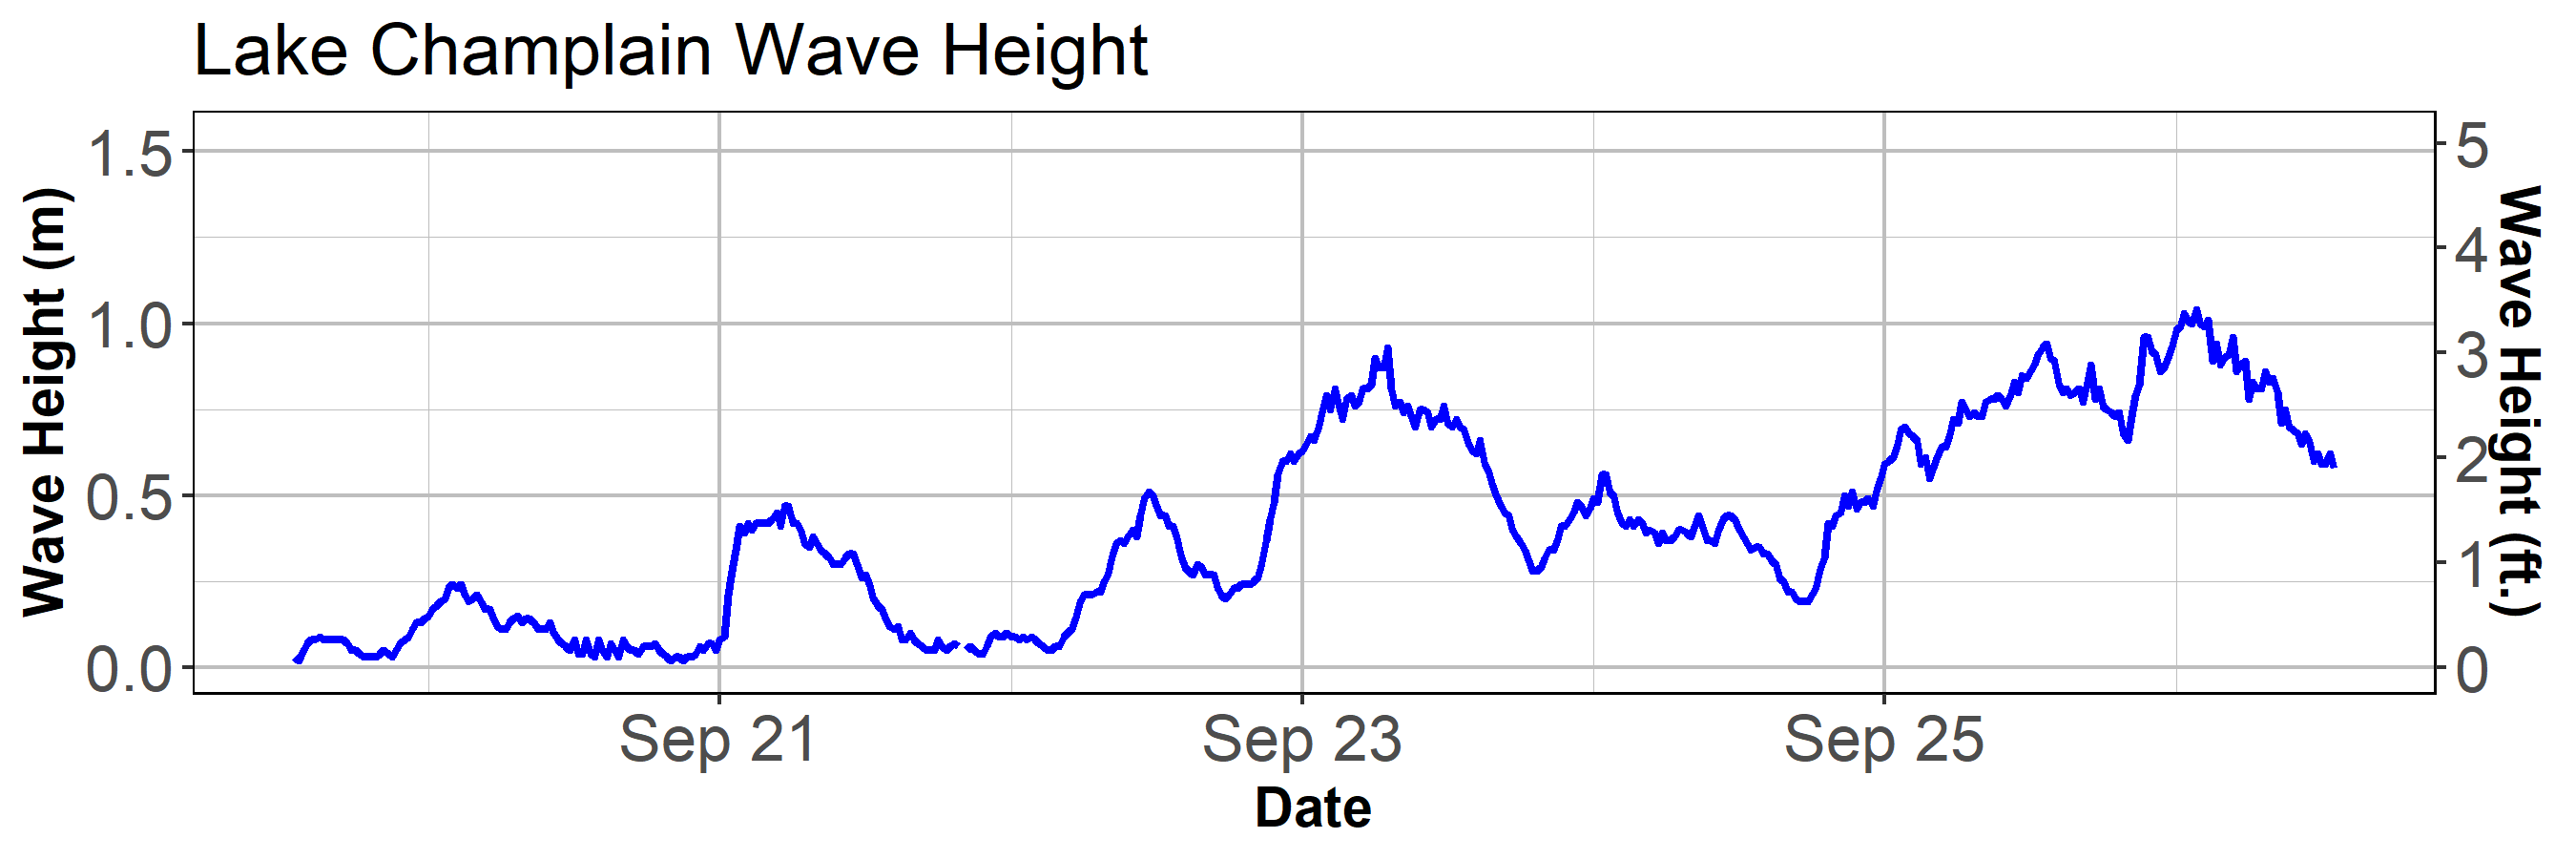 Lake Champlain Wave Height
Wave Height (m)
1.5
1.0
0.5
0.0
5
4
3
2
1
0
Wave Height (ft.)
Sep 21
Sep 23
Sep 25
Date